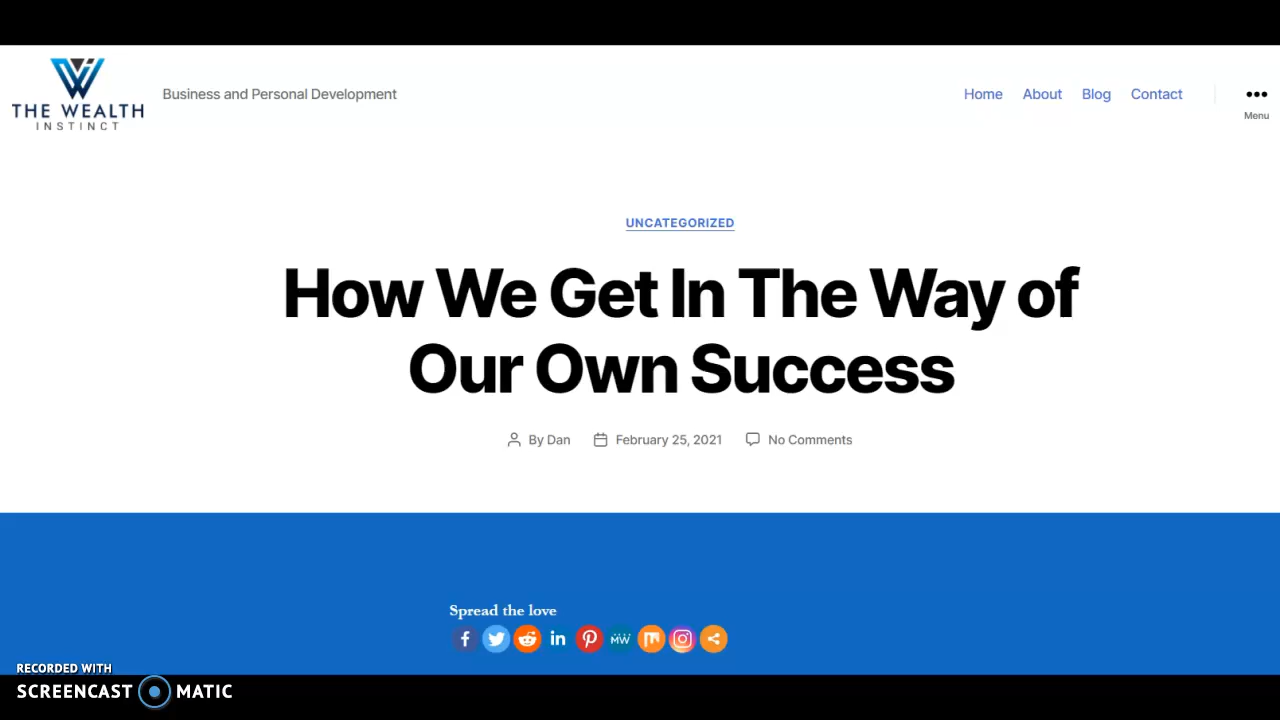 THE WEALTH
INSTINCT
Business and Personal Development
Home About Blog Contact
Menu
UNCATEGORIZED
How We Get In The Way of
Our Own Success
By Dan February 25, 2021 No Comments
Spread the love
MW
RECORDED WITH
SCREENCAST MATIC